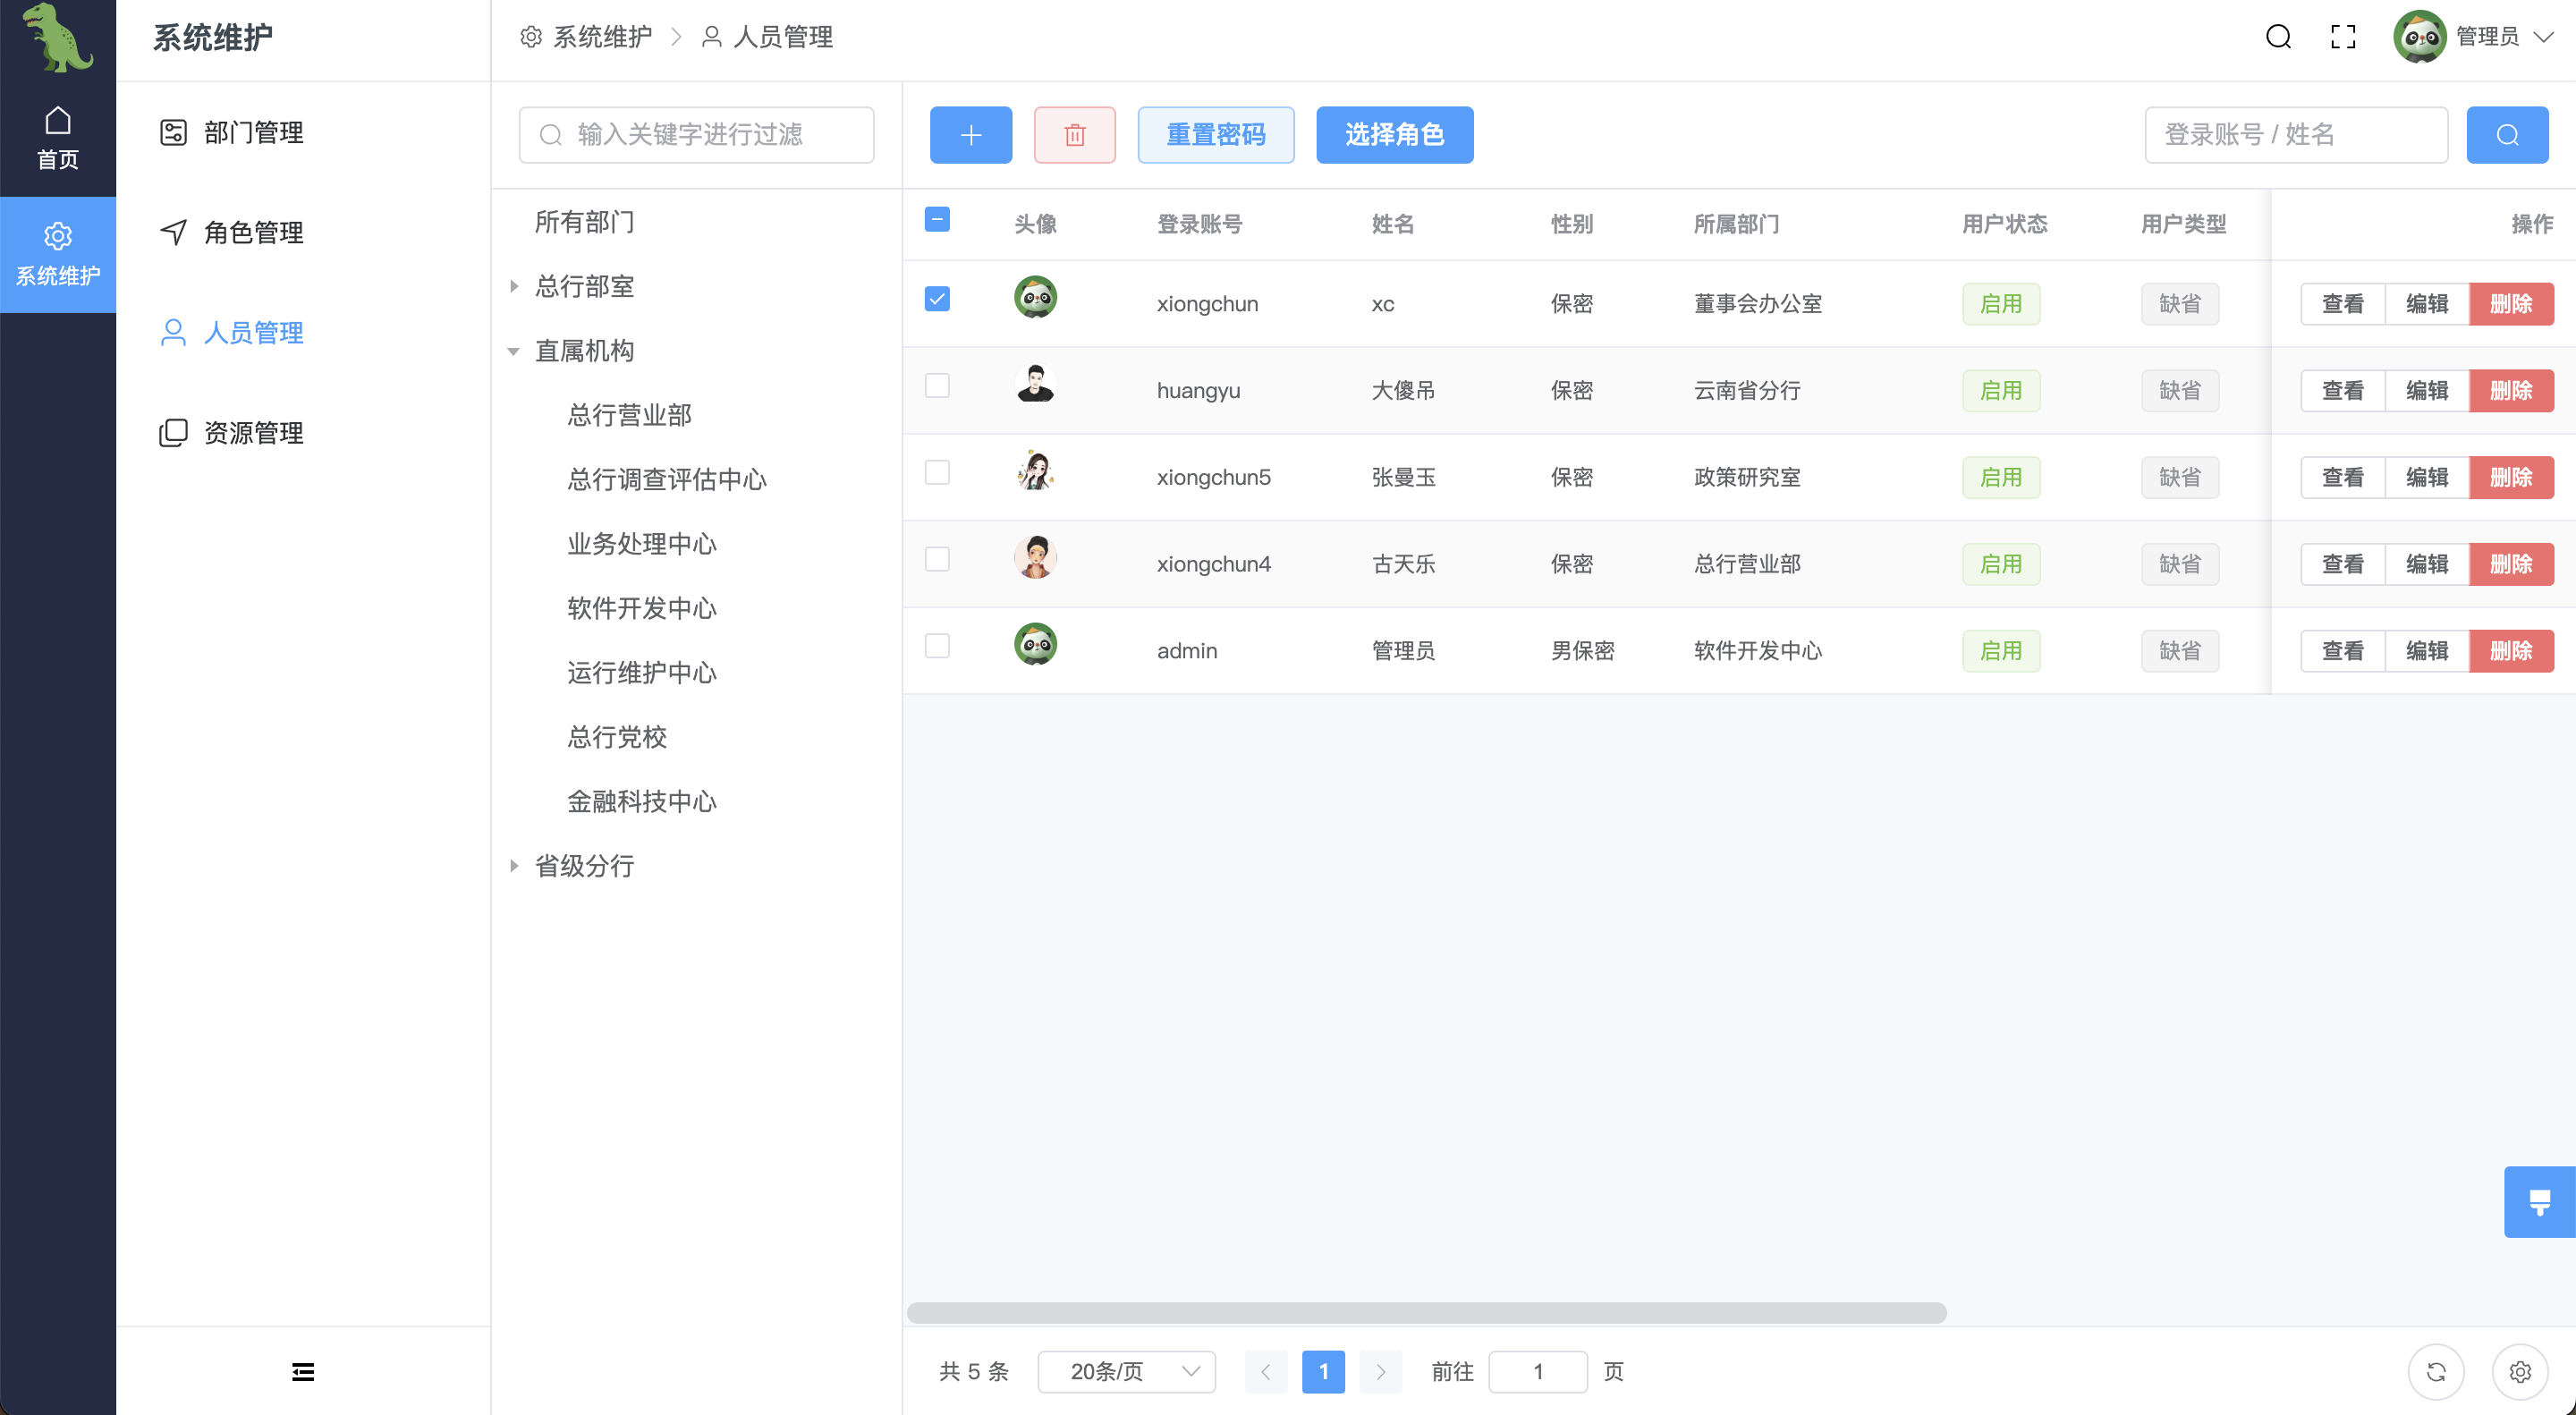 首页
系统维护
系统维护
部门管理
角色管理
人员管理
资源管理
系统维护 人员管理
管理员
输入关键字进行过滤
所有部门
总行部室
直属机构
总行营业部
总行调查评估中心
业务处理中心
软件开发中心
运行维护中心
总行党校
金融科技中心
省级分行
重置密码 选择角色 登录账号 / 姓名
头像 登录账号 姓名 性别 所属部门 用户状态 用户类型 操作
xiongchun xc 保密 董事会办公室 启用 缺省 查看 编辑 删除
huangyu 大傻吊 保密 云南省分行 启用 缺省 查看 编辑 删除
xiongchun5 张曼玉 保密 政策研究室 启用 缺省 查看 编辑 删除
xiongchun4 古天乐 保密 总行营业部 启用 缺省 查看 编辑 删除
admin 管理员 男保密 软件开发中心 启用 缺省 查看 编辑 删除
共 5 条 20条/页 1 前往 1 页